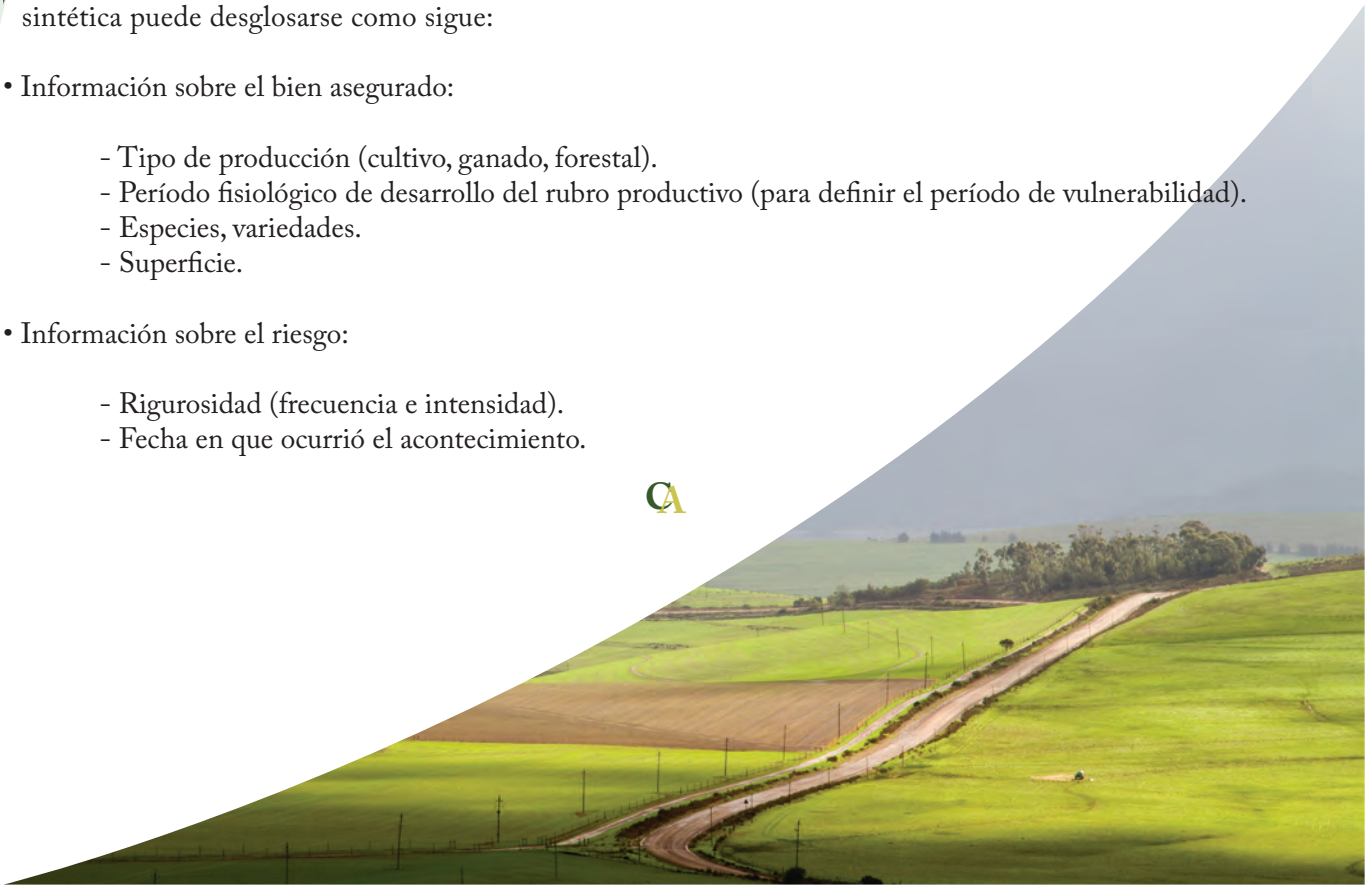 sintética puede desglosarse como sigue:
• Información sobre el bien asegurado:
- Tipo de producción (cultivo, ganado, forestal).
- Período fisiológico de desarrollo del rubro productivo (para definir el período de vulnerabilidad).
- Especies, variedades.
- Superficie.
• Información sobre el riesgo:
- Rigurosidad (frecuencia e intensidad).
- Fecha en que ocurrió el acontecimiento.
CA